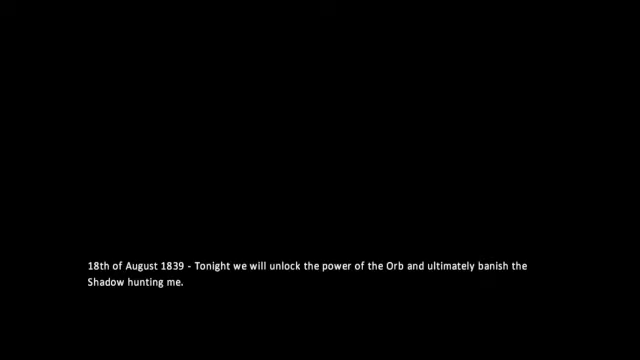 18th of August 1839 - Tonight we will unlock the power of the Orb and ultimately banish the
Shadow hunting me.